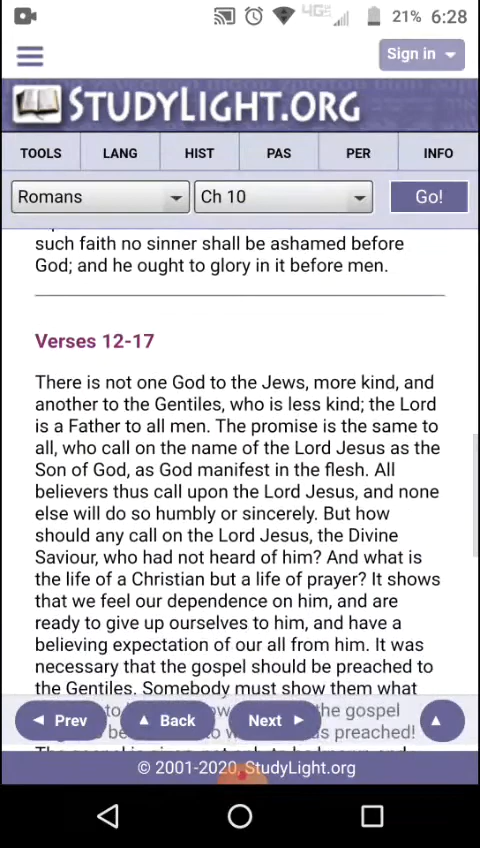 4G 21% 6:28
Sign in
STUDYLIGHT.ORG
TOOLS LANG HIST PAS PER INFO
Romans Ch 10 Go!
such faith no sinner shall be ashamed before
God; and he ought to glory in it before men.
Verses 12-17
There is not one God to the Jews, more kind, and
another to the Gentiles, who is less kind; the Lord
is a Father to all men. The promise is the same to
all, who call on the name of the Lord Jesus as the
Son of God, as God manifest in the flesh. All
believers thus call upon the Lord Jesus, and none
else will do so humbly or sincerely. But how
should any call on the Lord Jesus, the Divine
Saviour, who had not heard of him? And what is
the life of a Christian but a life of prayer? It shows
that we feel our dependence on him, and are
ready to give up ourselves to him, and have a
believing expectation of our all from him. It was
necessary that the gospel should be preached to
the Gentiles. Somebody must show them what
the gospel
preached!
Prev Back Next
© 2001-2020, StudyLight.org